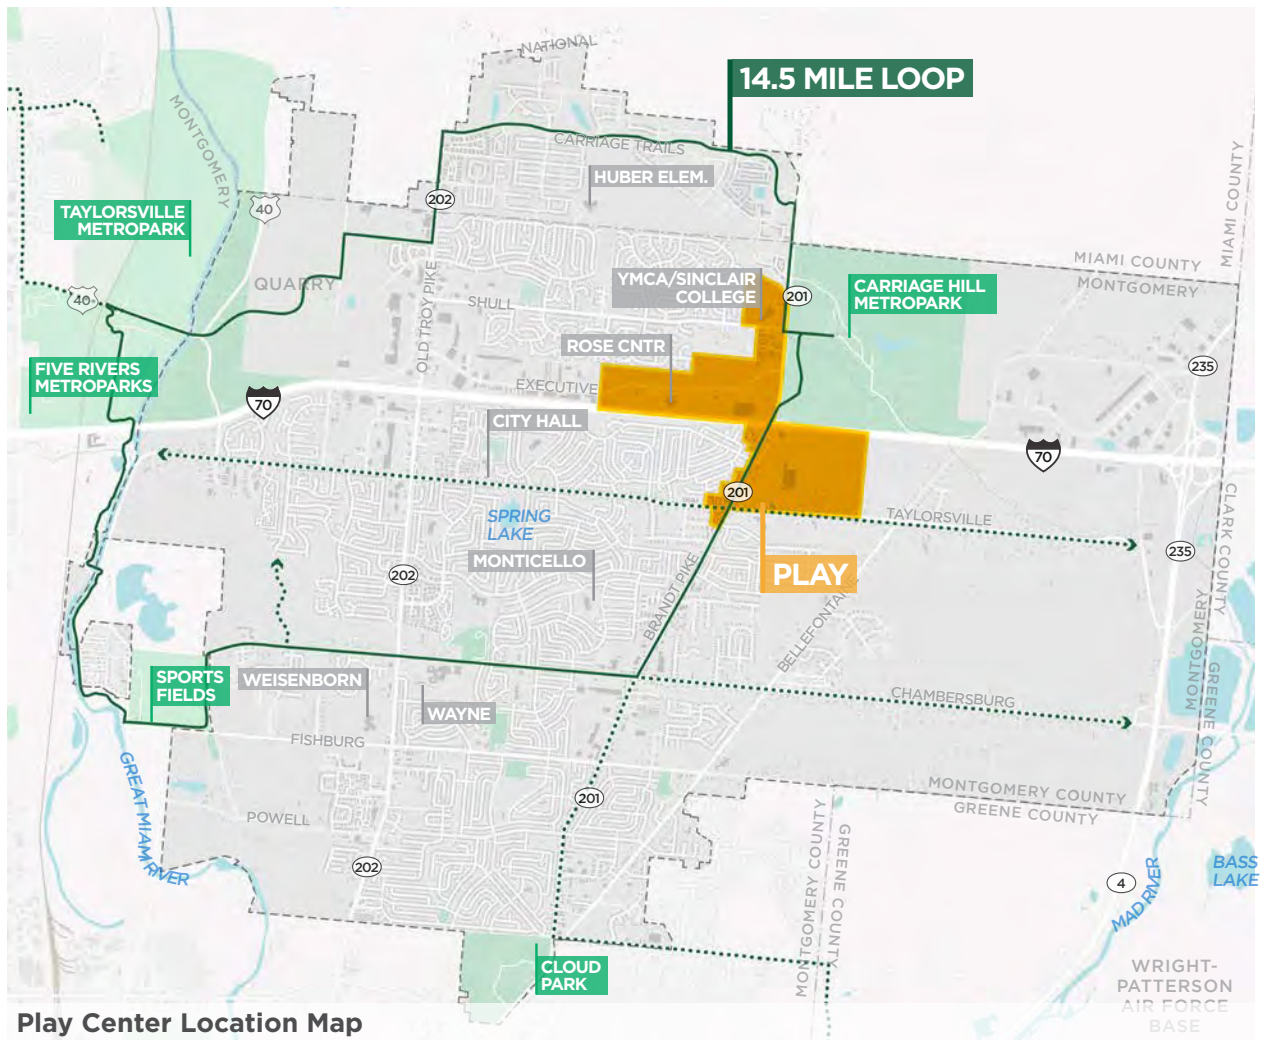 NATIONAL
14.5 MILE LOOP
MONTGOMERY
CARRIAGE TRAILS
HUBER ELEM.
202
40
TAYLORSVILLE
METROPARK
MIAMI COUNTY
MIAMI COUNTY
MONTGOMERY
QUARRY
YMCA/SINCLAIR
COLLEGE
201
CARRIAGE HILL
METROPARK
40
SHULL
OLD TROY PIKE
ROSE CNTR
235
FIVE RIVERS
METROPARKS
EXECUTIVE
70
CITY HALL
70
201
SPRING
LAKE
TAYLORSVILLE
CLARK COUNTY
235
MONTICELLO
202
PLAY
BRANDT PIKE
BELLEFONTAINE
MONTGOMERY
GREENE COUNTY
SPORTS
FIELDS
WEISENBORN
WAYNE
CHAMBERSBURG
FISHBURG
GREAT MIAMI RIVER
201
MONTGOMERY COUNTY
GREENE COUNTY
POWELL
202
MONTGOMERY COUNTY
GREENE COUNTY
4
MAD RIVER
BASS
LAKE
CLOUD
PARK
WRIGHT-
PATTERSON
AIR FORCE
BASE
Play Center Location Map